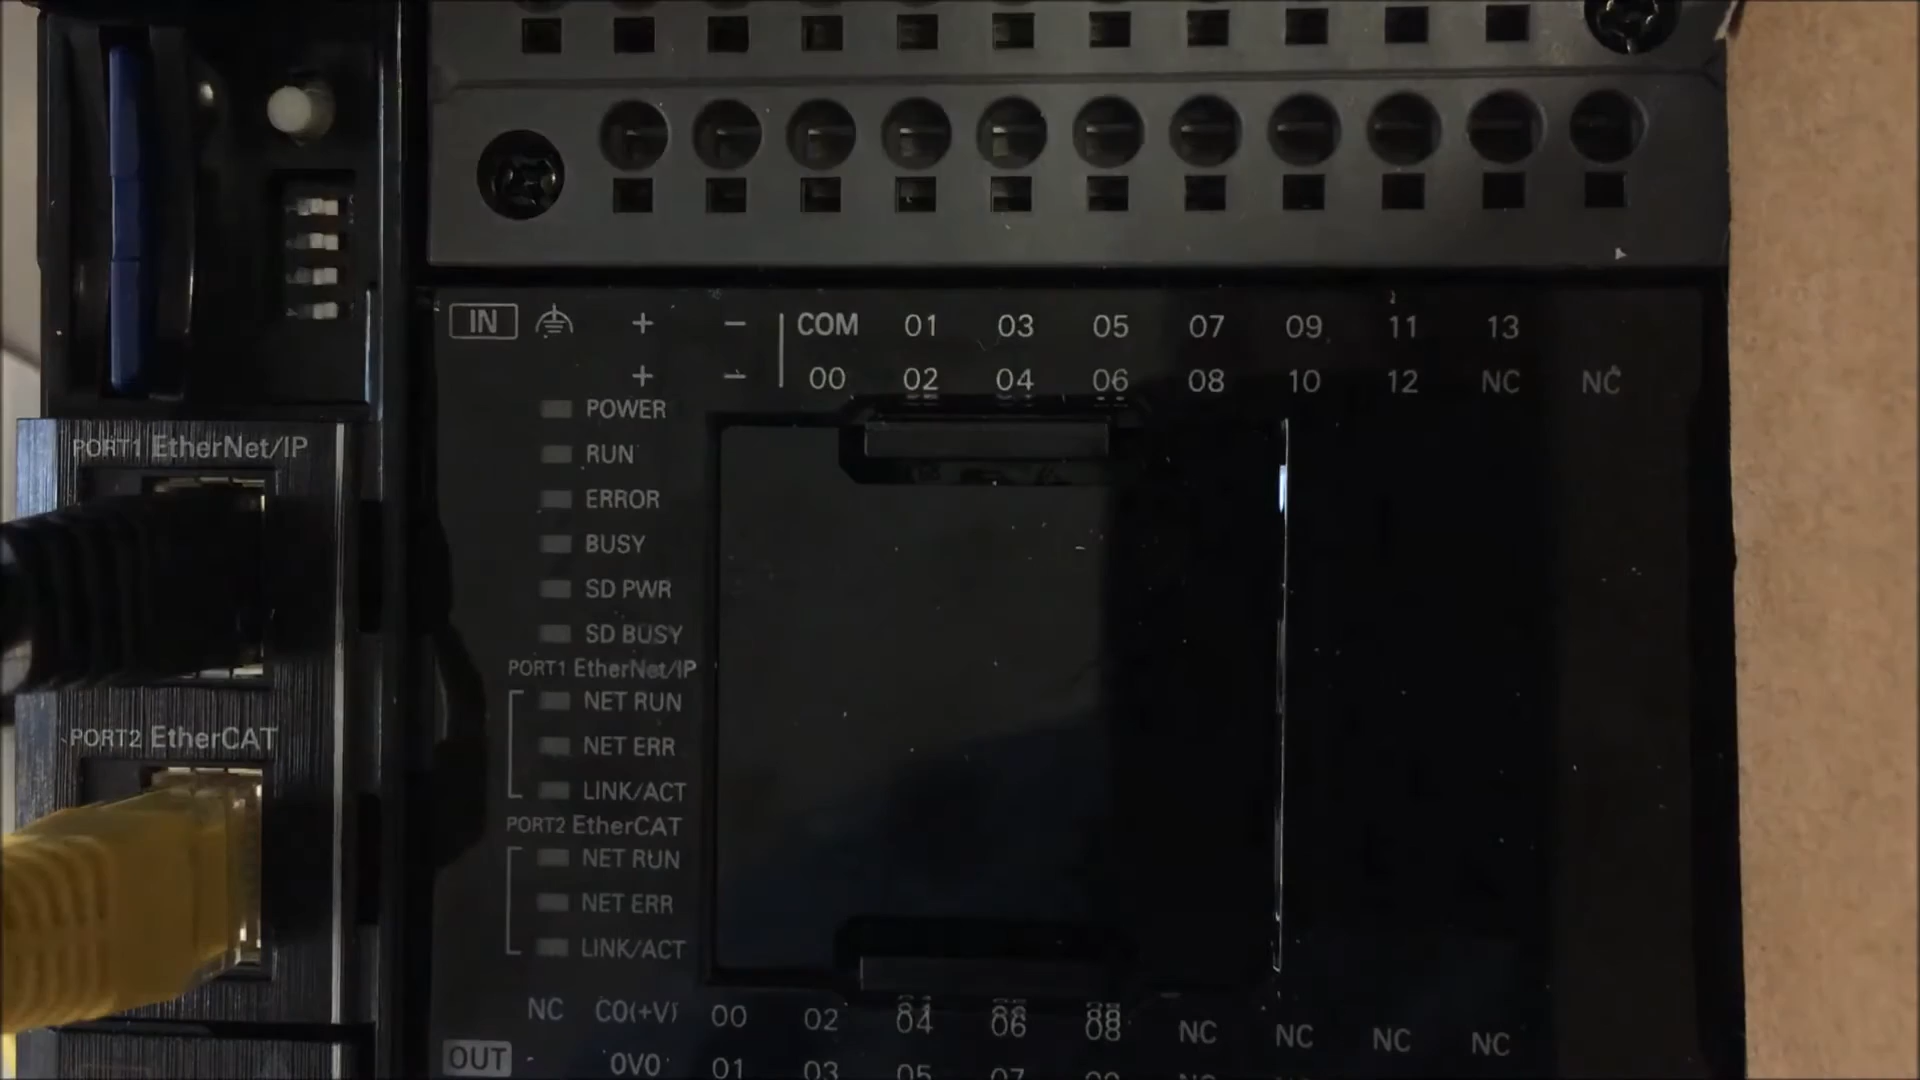 IN + − COM 01 03 05 07 09 11 13
+ − 00 02 04 06 08 10 12 NC NC
POWER
RUN
ERROR
BUSY
SD PWR
SD BUSY
PORT1 EtherNet/IP
NET RUN
NET ERR
LINK/ACT
PORT2 EtherCAT
NET RUN
NET ERR
LINK/ACT
NC C0(+V) 00 02 04 06 08 NC NC NC NC
OUT 0V0 01 03 05 07
PORT1 EtherNet/IP
PORT2 EtherCAT